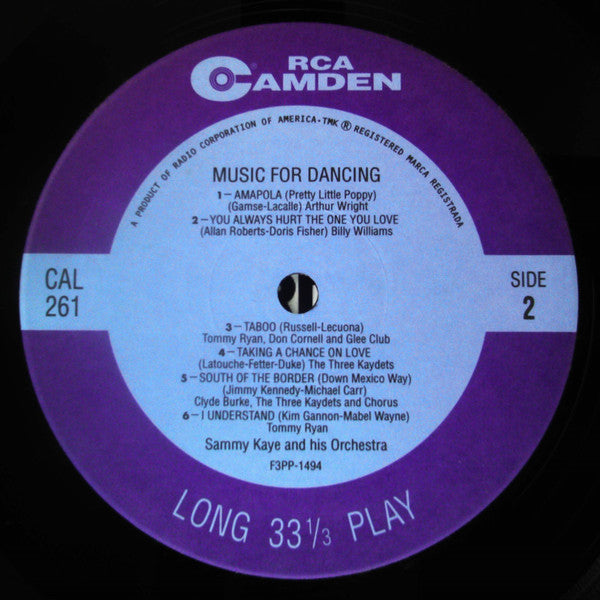 RCA
CAMDEN
A PRODUCT OF RADIO CORPORATION OF AMERICA • TMK ® REGISTERED MARCA REGISTRADA
MUSIC FOR DANCING
1 – AMAPOLA (Pretty Little Poppy)
(Gamse-Lacalle) Arthur Wright
2 – YOU ALWAYS HURT THE ONE YOU LOVE
(Allan Roberts-Doris Fisher) Billy Williams
CAL
261
SIDE
2
3 – TABOO (Russell-Lecuona)
Tommy Ryan, Don Cornell and Glee Club
4 – TAKING A CHANCE ON LOVE
(Latouche-Fetter-Duke) The Three Kaydets
5 – SOUTH OF THE BORDER (Down Mexico Way)
(Jimmy Kennedy-Michael Carr)
Clyde Burke, The Three Kaydets and Chorus
6 – I UNDERSTAND (Kim Gannon-Mabel Wayne)
Tommy Ryan
Sammy Kaye and his Orchestra
F3PP-1494
LONG 33⅓ PLAY